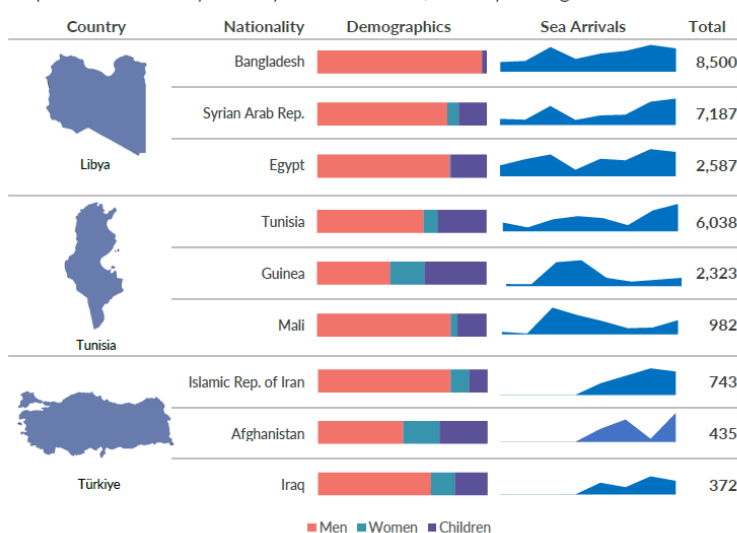 Country Nationality Demographics Sea Arrivals Total
Bangladesh 8,500
Syrian Arab Rep. 7,187
Libya
Egypt 2,587
Tunisia 6,038
Guinea 2,323
Mali 982
Tunisia
Islamic Rep. of Iran 743
Afghanistan 435
Türkiye
Iraq 372
Men Women Children